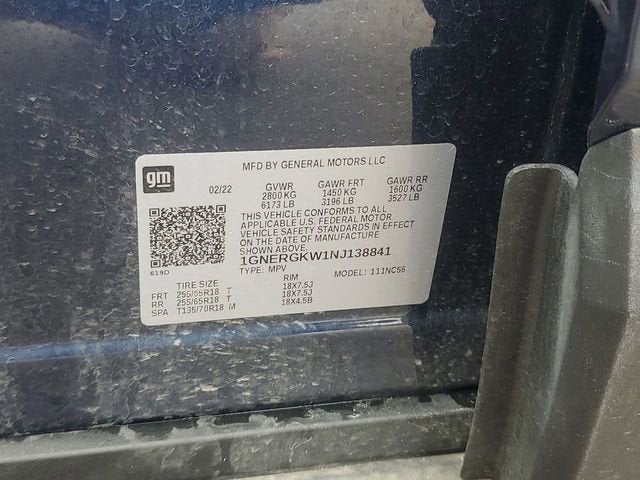 gm
MFD BY GENERAL MOTORS LLC
02/22 GVWR GAWR FRT GAWR RR
2800 KG 1450 KG 1600 KG
6173 LB 3196 LB 3527 LB
THIS VEHICLE CONFORMS TO ALL
APPLICABLE U.S. FEDERAL MOTOR
VEHICLE SAFETY STANDARDS IN EFFECT
ON THE DATE OF MANUFACTURE
SHOWN ABOVE.
1GNERGKW1NJ138841
619D
TYPE: MPV MODEL: 111NC56
TIRE SIZE RIM
FRT 255/65R18 T 18X7.5J
RR 255/65R18 T 18X7.5J
SPA T135/70R18 M 18X4.5B